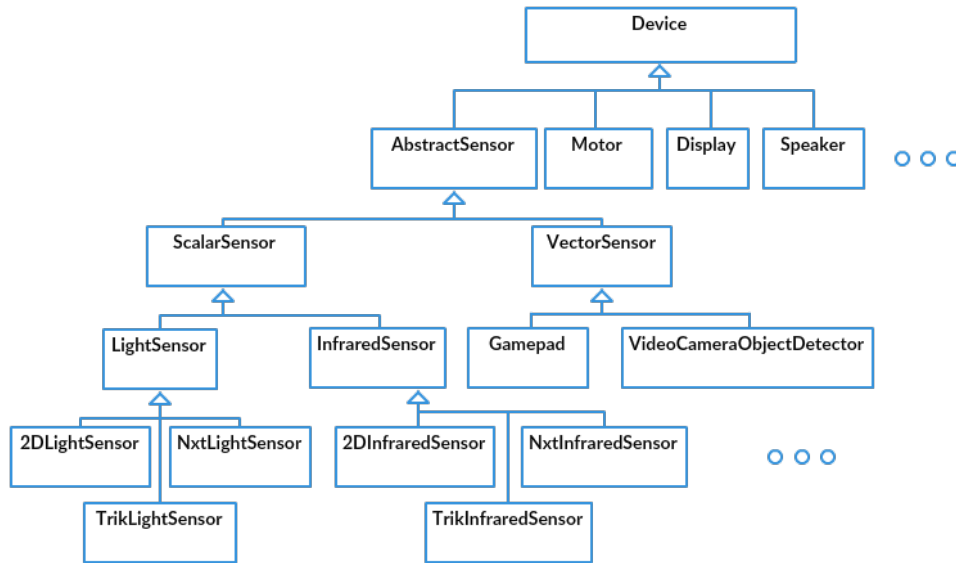 Device
AbstractSensor
Motor
Display
Speaker
ScalarSensor
VectorSensor
LightSensor
InfraredSensor
Gamepad
VideoCameraObjectDetector
2DLightSensor
NxtLightSensor
2DInfraredSensor
NxtInfraredSensor
TrikLightSensor
TrikInfraredSensor